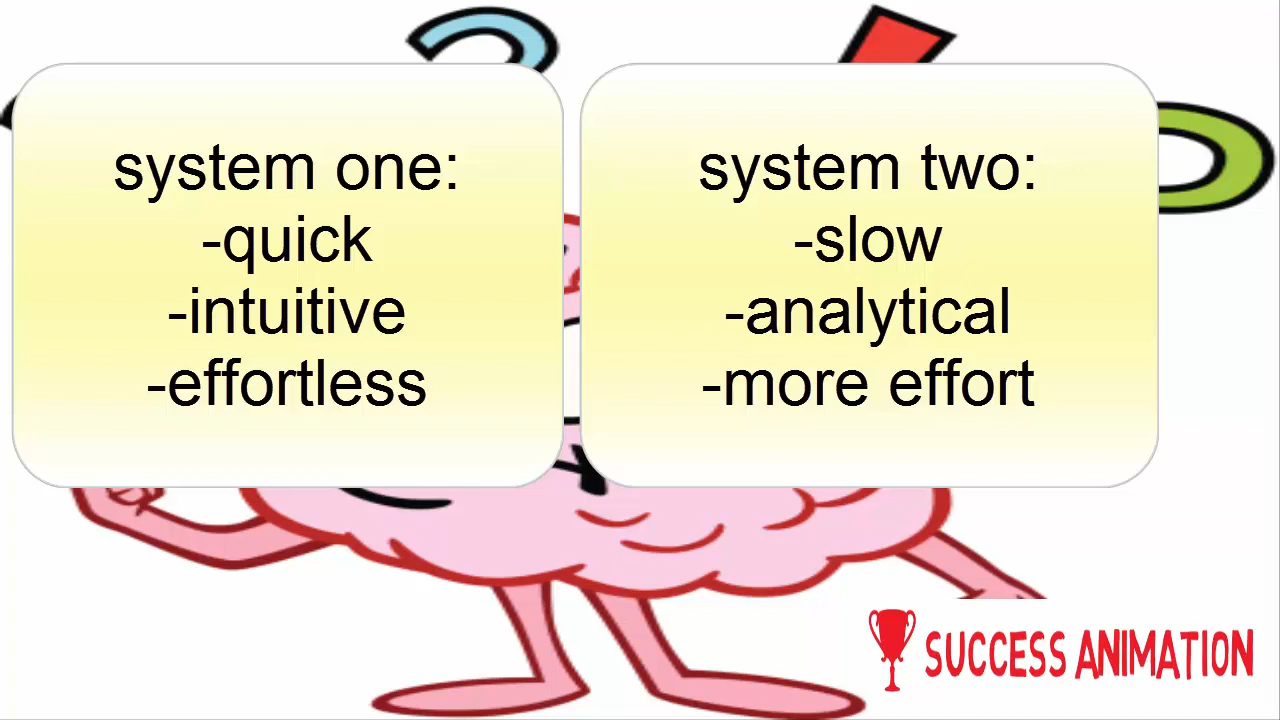 system one:
-quick
-intuitive
-effortless
system two:
-slow
-analytical
-more effort
SUCCESS ANIMATION